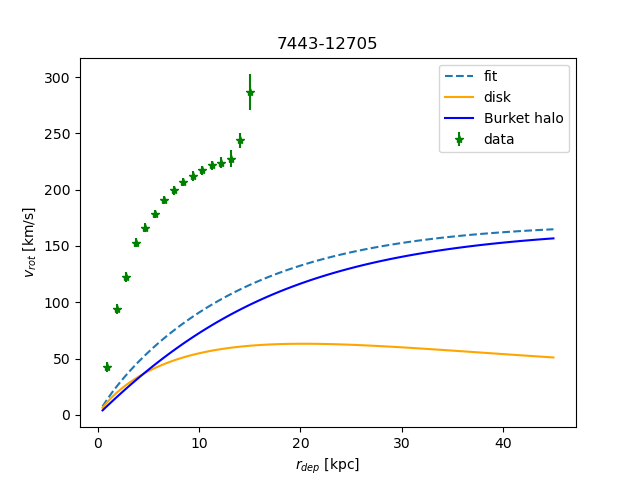 7443-12705
300
250
200
150
100
50
0
v_rot [km/s]
fit
disk
Burket halo
data
0 10 20 30 40
r_dep [kpc]